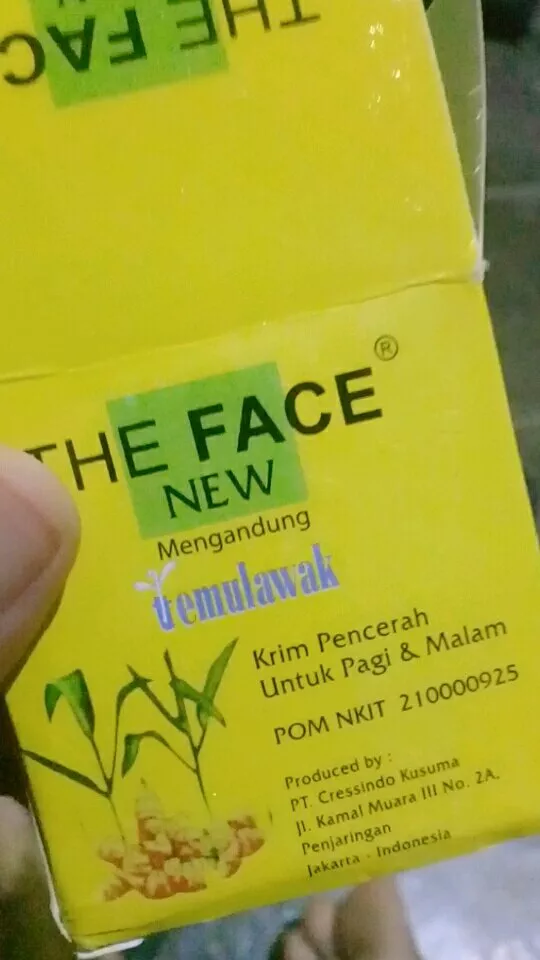 THE FAC
THE FACE ®
NEW
Mengandung
temulawak
Krim Pencerah
Untuk Pagi & Malam
POM NKIT 210000925
Produced by :
PT. Cressindo Kusuma
Jl. Kamal Muara III No. 2A,
Penjaringan
Jakarta - Indonesia